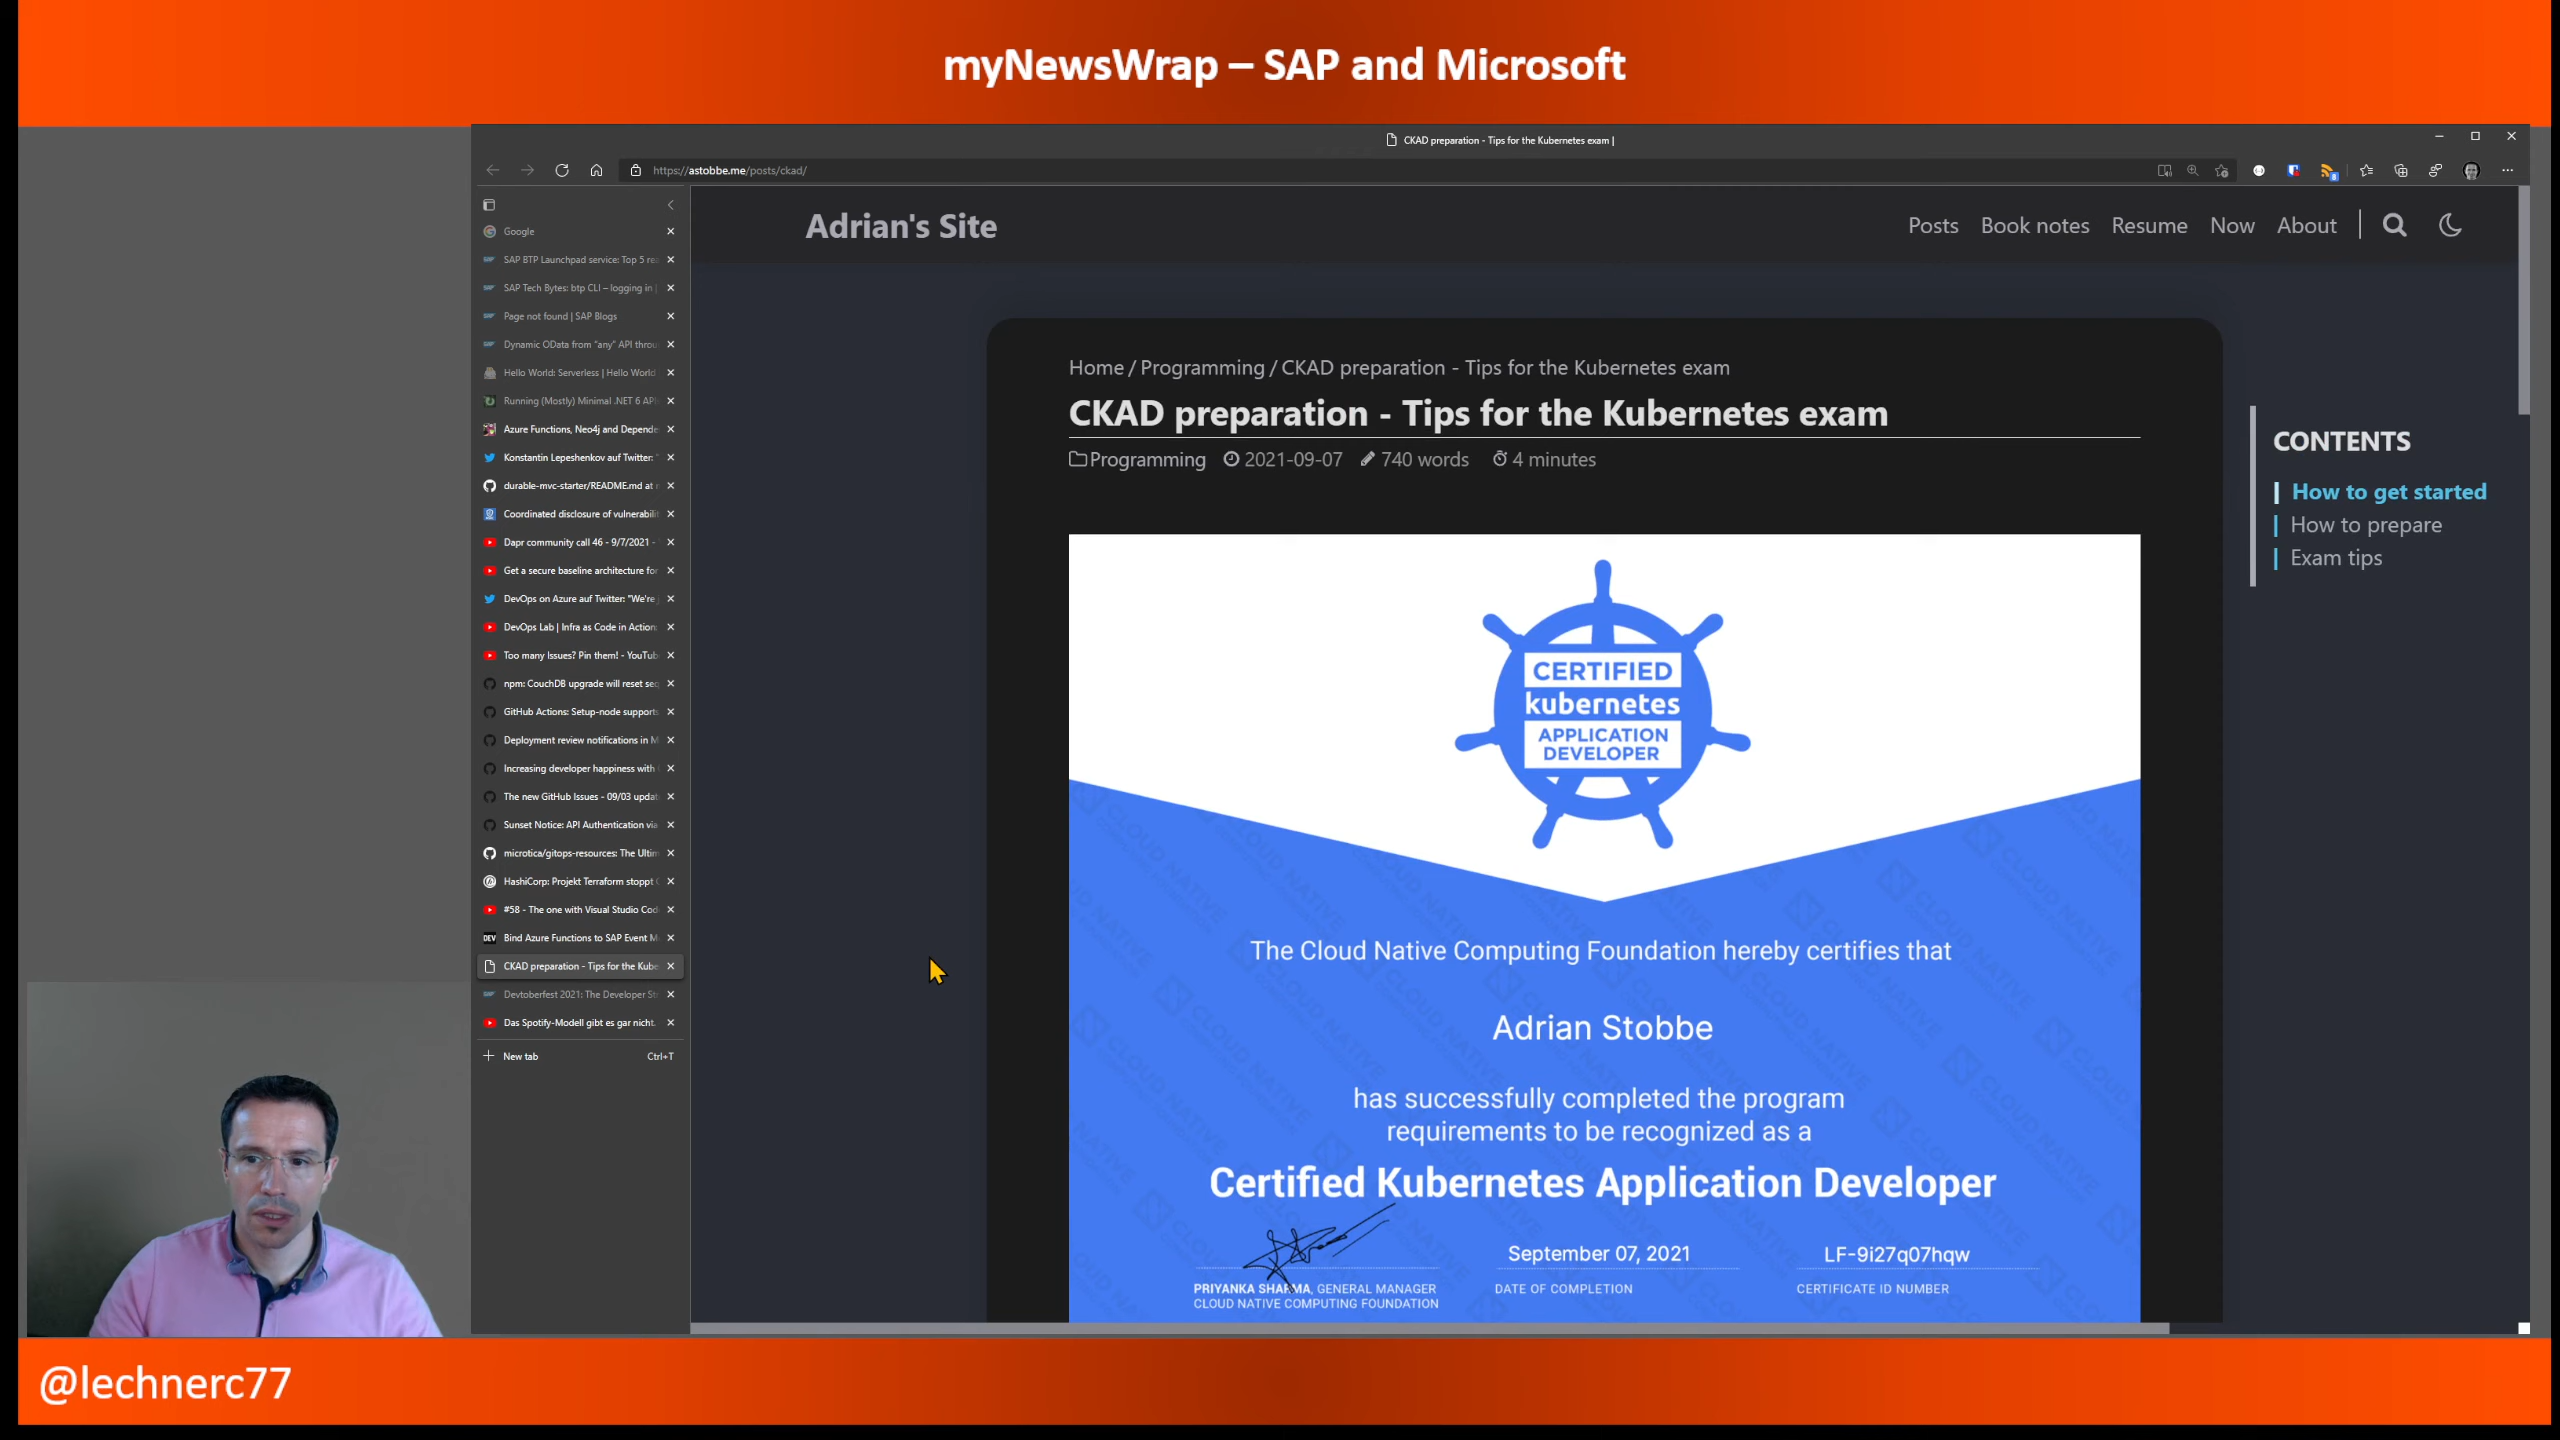 myNewsWrap – SAP and Microsoft
CKAD preparation - Tips for the Kubernetes exam |
https://astobbe.me/posts/ckad/
Google
SAP BTP Launchpad service: Top 5
SAP Tech Bytes: btp CLI – logging in |
Page not found | SAP Blogs
Dynamic OData from "any" API
Hello World: Serverless | Hello World
Running (Mostly) Minimal .NET 6
Azure Functions, Neo4j and
Konstantin Lepeshenkov auf Twitter: "
durable-mvc-starter/README.md at
Coordinated disclosure of
Dapr community call 46 - 9/7/2021 -
Get a secure baseline architecture for
DevOps on Azure auf Twitter: "We're
DevOps Lab | Infra as Code in Action:
Too many Issues? Pin them! -
npm: CouchDB upgrade will reset
GitHub Actions: Setup-node
Deployment review notifications in
Increasing developer happiness with
The new GitHub Issues - 09/03
Sunset Notice: API Authentication via
microtica/gitops-resources: The
HashiCorp: Projekt Terraform stoppt
#58 - The one with Visual Studio
DEV Bind Azure Functions to SAP Event
CKAD preparation - Tips for the
Devtoberfest 2021: The Developer
Das Spotify-Modell gibt es gar nicht.
New tab Ctrl+T
Adrian's Site
Posts Book notes Resume Now About
Home / Programming / CKAD preparation - Tips for the Kubernetes exam
CKAD preparation - Tips for the Kubernetes exam
Programming 2021-09-07 740 words 4 minutes
CERTIFIED
kubernetes
APPLICATION
DEVELOPER
The Cloud Native Computing Foundation hereby certifies that
Adrian Stobbe
has successfully completed the program
requirements to be recognized as a
Certified Kubernetes Application Developer
September 07, 2021
LF-9i27q07hqw
PRIYANKA SHARMA, GENERAL MANAGER
CLOUD NATIVE COMPUTING FOUNDATION
DATE OF COMPLETION
CERTIFICATE ID NUMBER
CONTENTS
How to get started
How to prepare
Exam tips
@lechnerc77